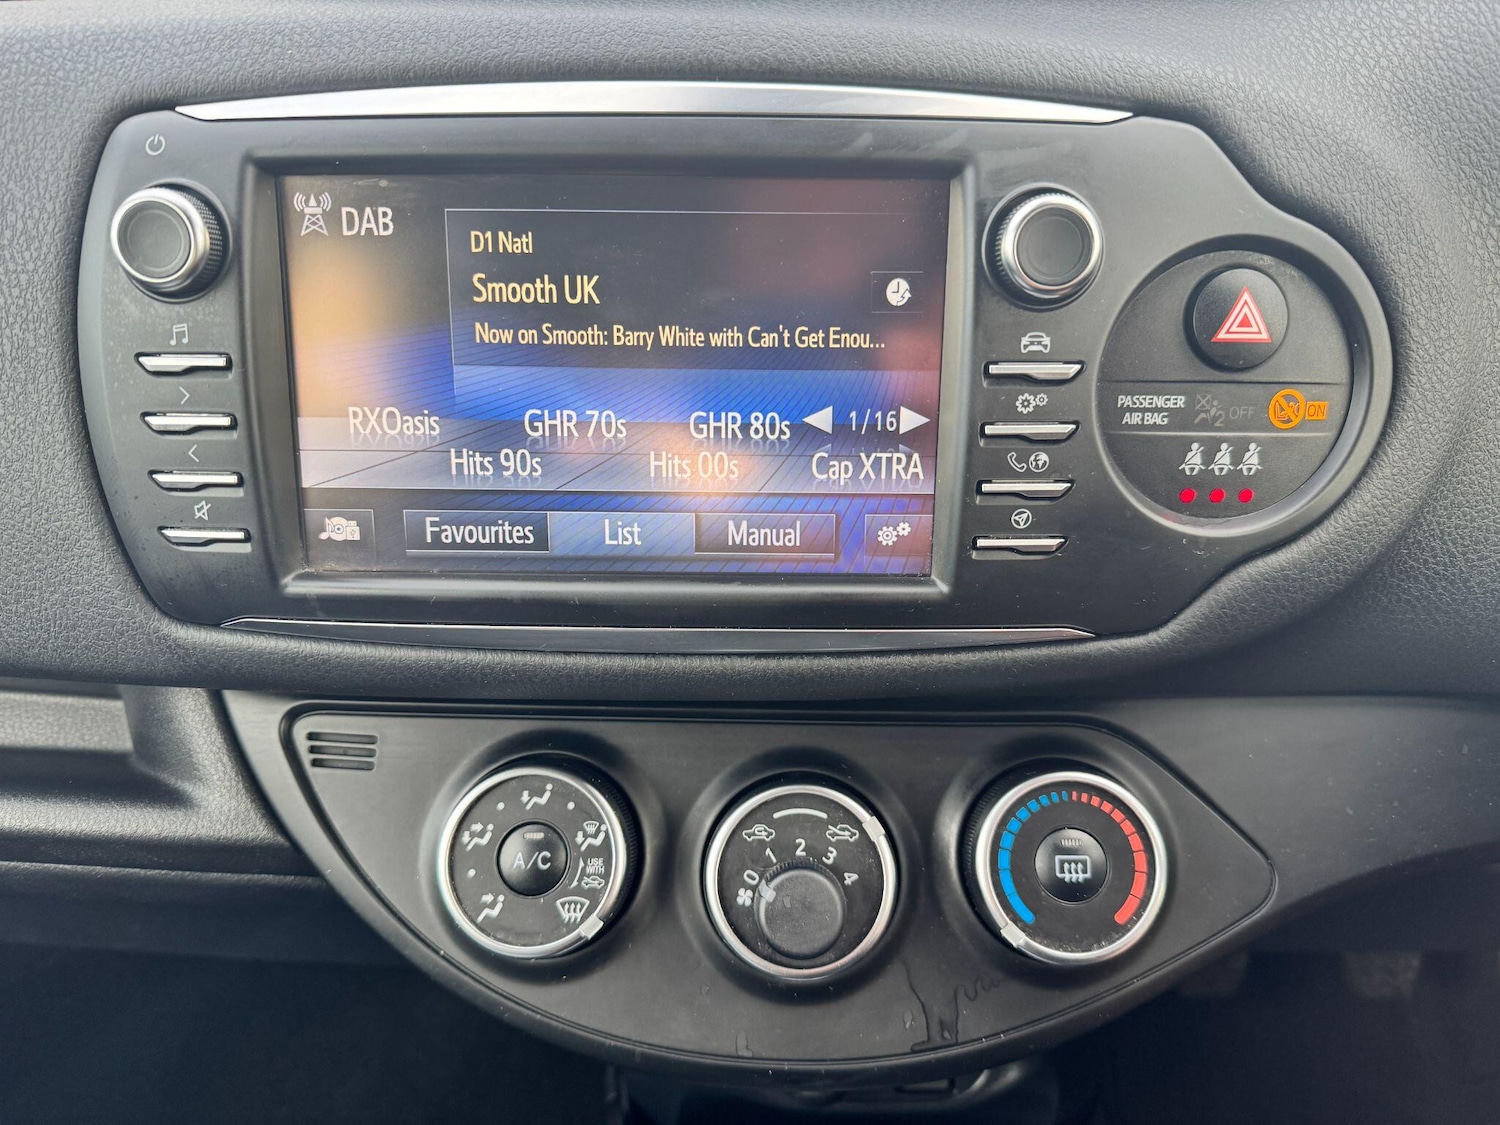 DAB
D1 Natl
Smooth UK
Now on Smooth: Barry White with Can't Get Enou...
RXOasis GHR 70s GHR 80s 1/16
Hits 90s Hits 00s Cap XTRA
Favourites List Manual
PASSENGER
AIR BAG
2 OFF ON
A/C
USE
WITH
0 1 2 3 4